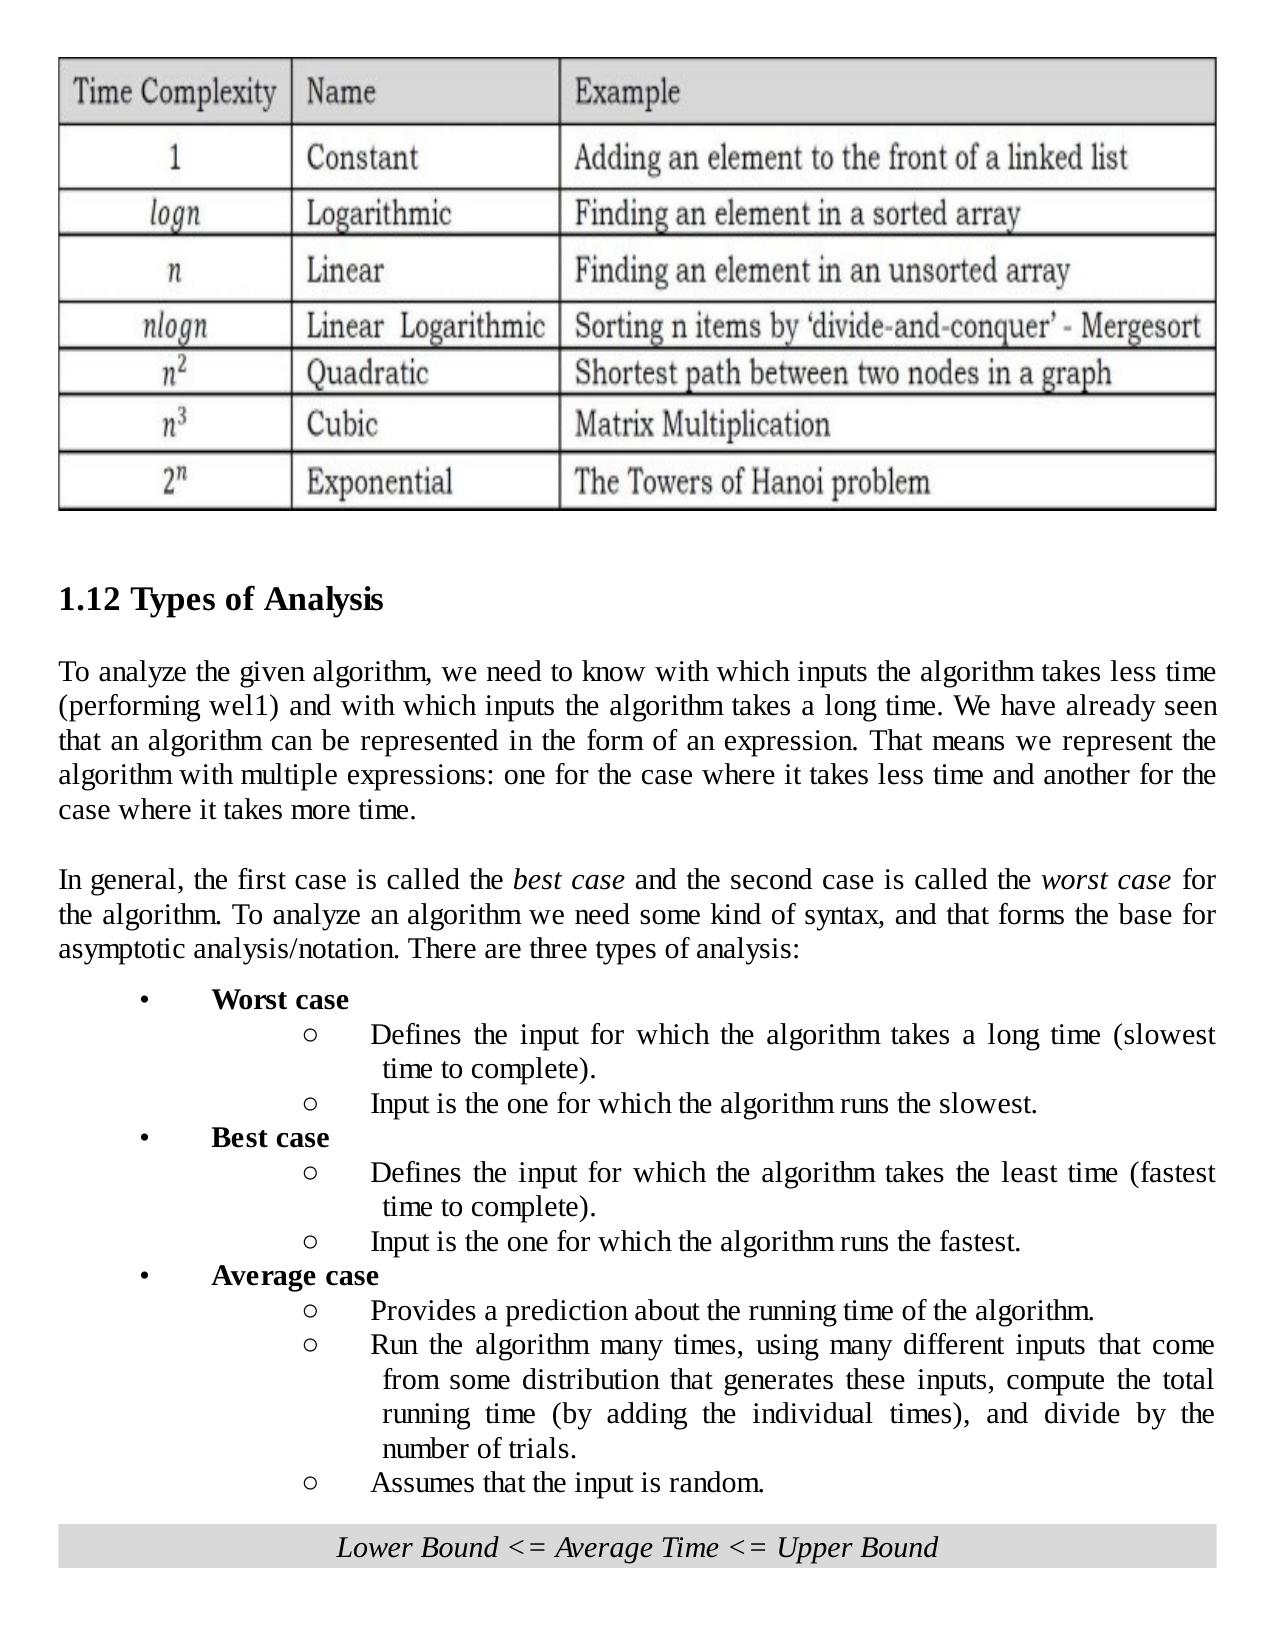 Time Complexity Name Example
1 Constant Adding an element to the front of a linked list
logn Logarithmic Finding an element in a sorted array
n Linear Finding an element in an unsorted array
nlogn Linear Logarithmic Sorting n items by ‘divide-and-conquer’ - Mergesort
n² Quadratic Shortest path between two nodes in a graph
n³ Cubic Matrix Multiplication
2ⁿ Exponential The Towers of Hanoi problem
1.12 Types of Analysis
To analyze the given algorithm, we need to know with which inputs the algorithm takes less time
(performing wel1) and with which inputs the algorithm takes a long time. We have already seen
that an algorithm can be represented in the form of an expression. That means we represent the
algorithm with multiple expressions: one for the case where it takes less time and another for the
case where it takes more time.
In general, the first case is called the best case and the second case is called the worst case for
the algorithm. To analyze an algorithm we need some kind of syntax, and that forms the base for
asymptotic analysis/notation. There are three types of analysis:
• Worst case
○ Defines the input for which the algorithm takes a long time (slowest
time to complete).
○ Input is the one for which the algorithm runs the slowest.
• Best case
○ Defines the input for which the algorithm takes the least time (fastest
time to complete).
○ Input is the one for which the algorithm runs the fastest.
• Average case
○ Provides a prediction about the running time of the algorithm.
○ Run the algorithm many times, using many different inputs that come
from some distribution that generates these inputs, compute the total
running time (by adding the individual times), and divide by the
number of trials.
○ Assumes that the input is random.
Lower Bound <= Average Time <= Upper Bound